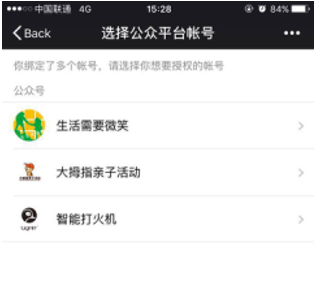 中国联通 4G 15:28 84%
Back 选择公众平台帐号
你绑定了多个帐号，请选择你想要授权的帐号
公众号
生活需要微笑
大拇指亲子活动
智能打火机